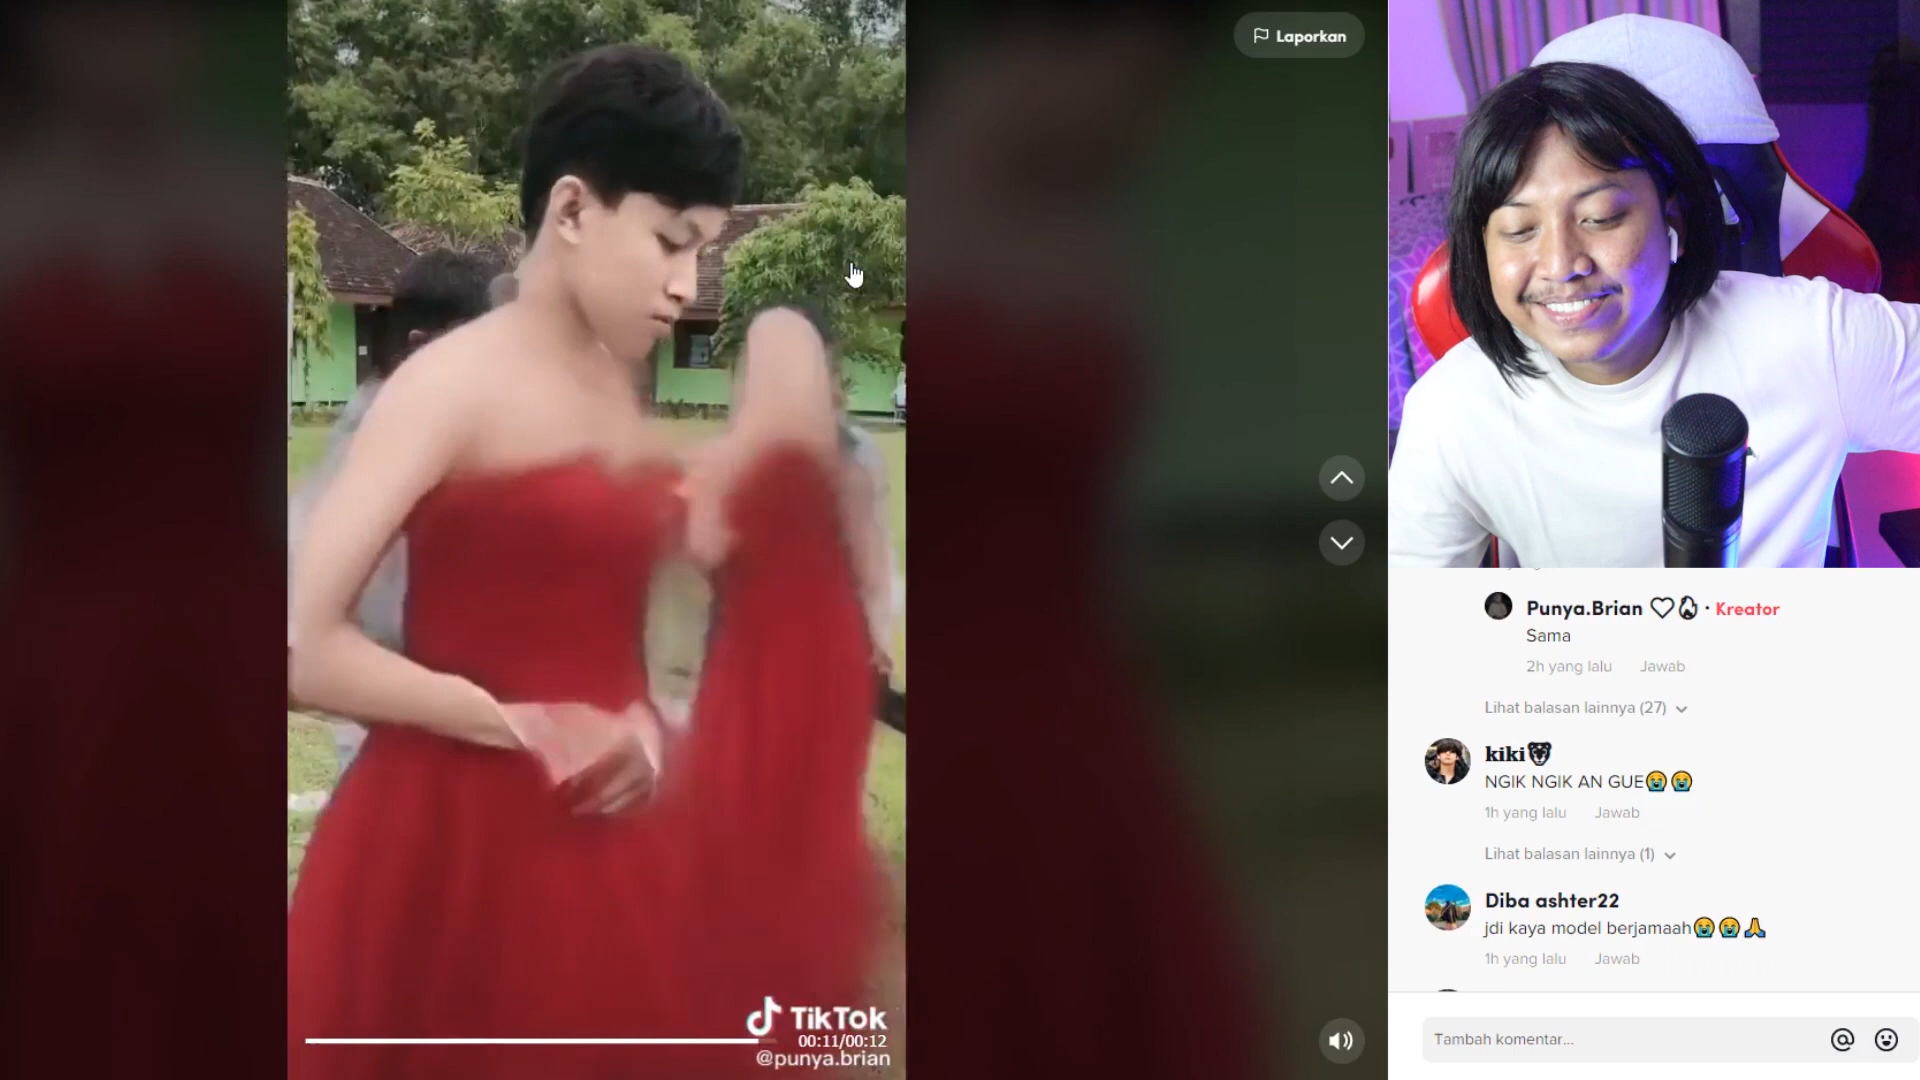 Laporkan
TikTok
00:11/00:12
@punya.brian
Punya.Brian · Kreator
Sama
2h yang lalu Jawab
Lihat balasan lainnya (27)
kiki
NGIK NGIK AN GUE😭😭
1h yang lalu Jawab
Lihat balasan lainnya (1)
Diba ashter22
jdi kaya model berjamaah😭😭🙏
1h yang lalu Jawab
Tambah komentar...